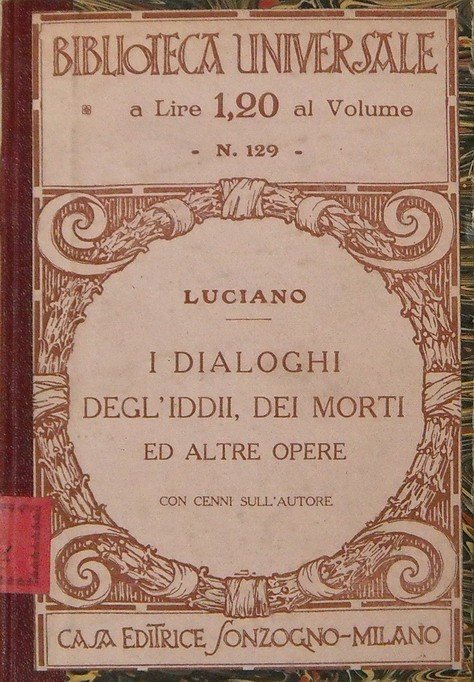 BIBLIOTECA UNIVERSALE
a Lire 1,20 al Volume
- N. 129 -
LUCIANO
I DIALOGHI
DEGL'IDDII, DEI MORTI
ED ALTRE OPERE
CON CENNI SULL'AUTORE
CASA EDITRICE SONZOGNO-MILANO